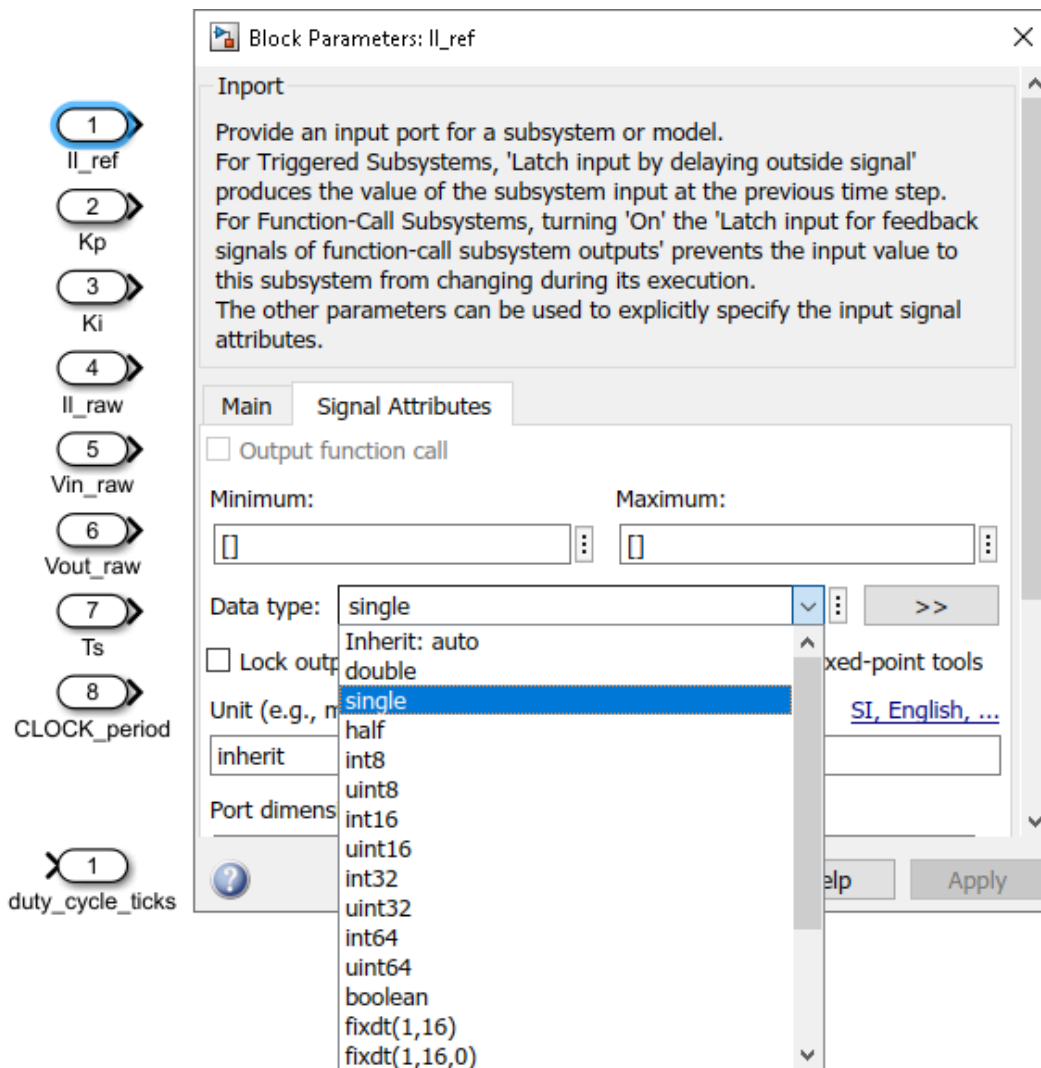 1
Il_ref
2
Kp
3
Ki
4
Il_raw
5
Vin_raw
6
Vout_raw
7
Ts
8
CLOCK_period
1
duty_cycle_ticks
Block Parameters: Il_ref
Inport
Provide an input port for a subsystem or model.
For Triggered Subsystems, 'Latch input by delaying outside signal'
produces the value of the subsystem input at the previous time step.
For Function-Call Subsystems, turning 'On' the 'Latch input for feedback
signals of function-call subsystem outputs' prevents the input value to
this subsystem from changing during its execution.
The other parameters can be used to explicitly specify the input signal
attributes.
Main Signal Attributes
Output function call
Minimum: Maximum:
[] []
Data type: single >>
Inherit: auto
Lock outp double xed-point tools
Unit (e.g., m single SI, English, ...
half
inherit int8
uint8
Port dimensi int16
uint16
int32 elp Apply
uint32
int64
uint64
boolean
fixdt(1,16)
fixdt(1,16,0)